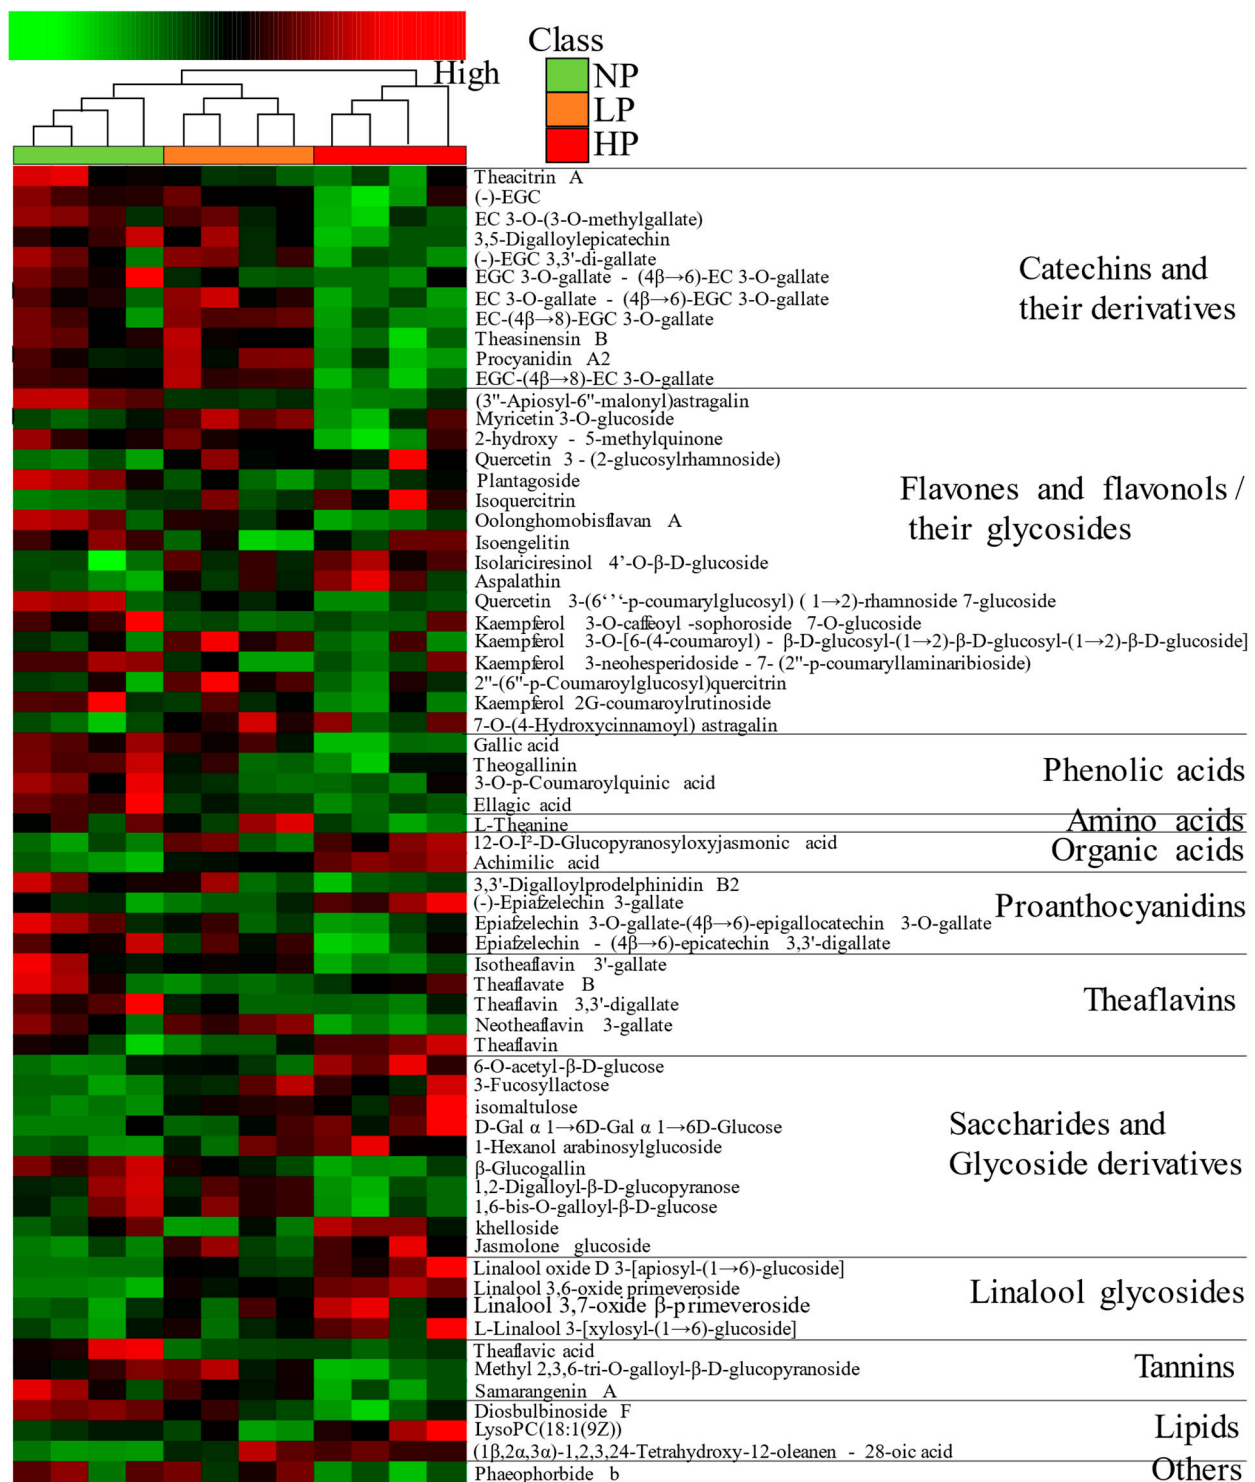 High
Class
NP
LP
HP
Theacitrin A
(-)-EGC
EC 3-O-(3-O-methylgallate)
3,5-Digalloylepicatechin
(-)-EGC 3,3'-di-gallate
EGC 3-O-gallate - (4β→6)-EC 3-O-gallate
EC 3-O-gallate - (4β→6)-EGC 3-O-gallate
EC-(4β→8)-EGC 3-O-gallate
Theasinensin B
Procyanidin A2
EGC-(4β→8)-EC 3-O-gallate
Catechins and
their derivatives
(3''-Apiosyl-6''-malonyl)astragalin
Myricetin 3-O-glucoside
2-hydroxy - 5-methylquinone
Quercetin 3 - (2-glucosylrhamnoside)
Plantagoside
Isoquercitrin
Oolonghomobisflavan A
Isoengelitin
Isolariciresinol 4’-O-β-D-glucoside
Aspalathin
Quercetin 3-(6‘’‘-p-coumarylglucosyl) ( 1→2)-rhamnoside 7-glucoside
Kaempferol 3-O-caffeoyl -sophoroside 7-O-glucoside
Kaempferol 3-O-[6-(4-coumaroyl) - β-D-glucosyl-(1→2)-β-D-glucosyl-(1→2)-β-D-glucoside]
Kaempferol 3-neohesperidoside - 7- (2''-p-coumaryllaminaribioside)
2''-(6''-p-Coumaroylglucosyl)quercitrin
Kaempferol 2G-coumaroylrutinoside
7-O-(4-Hydroxycinnamoyl) astragalin
Flavones and flavonols /
their glycosides
Gallic acid
Theogallinin
3-O-p-Coumaroylquinic acid
Ellagic acid
Phenolic acids
L-Theanine
Amino acids
12-O-Î²-D-Glucopyranosyloxyjasmonic acid
Achimilic acid
Organic acids
3,3'-Digalloylprodelphinidin B2
(-)-Epiafzelechin 3-gallate
Epiafzelechin 3-O-gallate-(4β→6)-epigallocatechin 3-O-gallate
Epiafzelechin - (4β→6)-epicatechin 3,3'-digallate
Proanthocyanidins
Isotheaflavin 3'-gallate
Theaflavate B
Theaflavin 3,3'-digallate
Neotheaflavin 3-gallate
Theaflavin
Theaflavins
6-O-acetyl-β-D-glucose
3-Fucosyllactose
isomaltulose
D-Gal α 1→6D-Gal α 1→6D-Glucose
1-Hexanol arabinosylglucoside
β-Glucogallin
1,2-Digalloyl-β-D-glucopyranose
1,6-bis-O-galloyl-β-D-glucose
khelloside
Jasmolone glucoside
Saccharides and
Glycoside derivatives
Linalool oxide D 3-[apiosyl-(1→6)-glucoside]
Linalool 3,6-oxide primeveroside
Linalool 3,7-oxide β-primeveroside
L-Linalool 3-[xylosyl-(1→6)-glucoside]
Linalool glycosides
Theaflavic acid
Methyl 2,3,6-tri-O-galloyl-β-D-glucopyranoside
Samarangenin A
Tannins
Diosbulbinoside F
LysoPC(18:1(9Z))
(1β,2α,3α)-1,2,3,24-Tetrahydroxy-12-oleanen - 28-oic acid
Lipids
Phaeophorbide b
Others